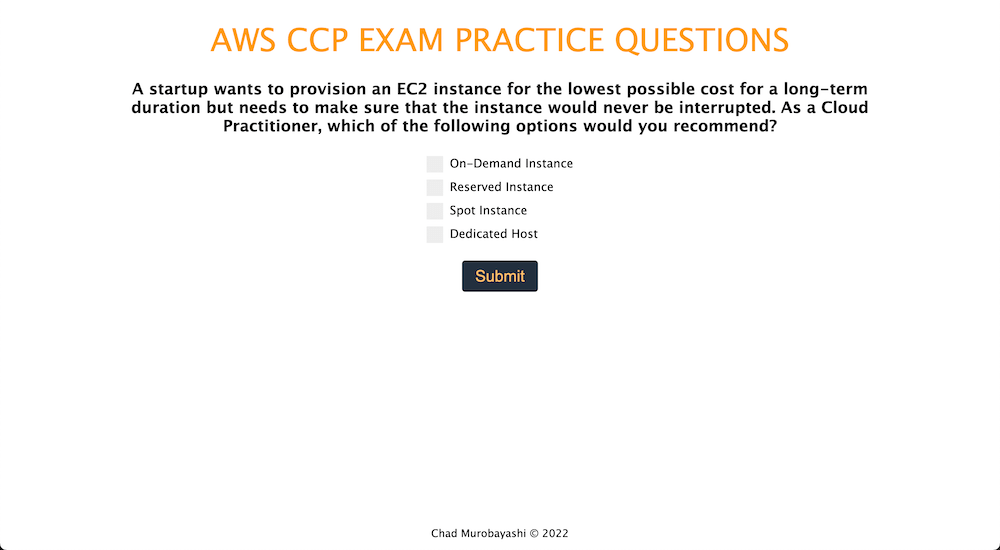 AWS CCP EXAM PRACTICE QUESTIONS
A startup wants to provision an EC2 instance for the lowest possible cost for a long-term
duration but needs to make sure that the instance would never be interrupted. As a Cloud
Practitioner, which of the following options would you recommend?
On-Demand Instance
Reserved Instance
Spot Instance
Dedicated Host
Submit
Chad Murobayashi © 2022